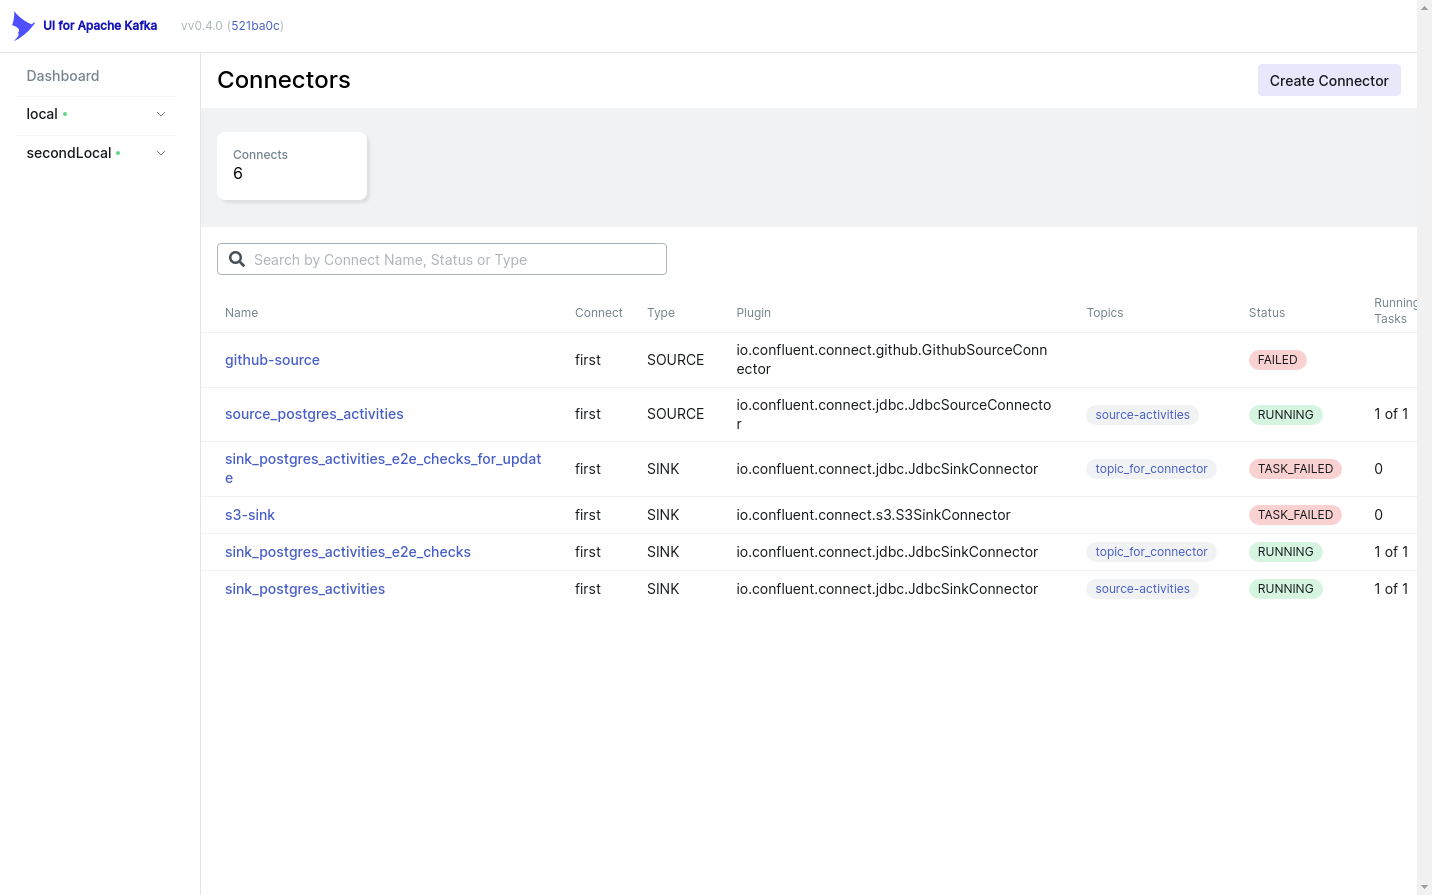 UI for Apache Kafka vv0.4.0 (521ba0c)
Dashboard
local
secondLocal
Connectors
Create Connector
Connects
6
Search by Connect Name, Status or Type
Name Connect Type Plugin Topics Status Running
Tasks
github-source first SOURCE io.confluent.connect.github.GithubSourceConn
ector FAILED
source_postgres_activities first SOURCE io.confluent.connect.jdbc.JdbcSourceConnecto
r source-activities RUNNING 1 of 1
sink_postgres_activities_e2e_checks_for_updat
e first SINK io.confluent.connect.jdbc.JdbcSinkConnector topic_for_connector TASK_FAILED 0
s3-sink first SINK io.confluent.connect.s3.S3SinkConnector TASK_FAILED 0
sink_postgres_activities_e2e_checks first SINK io.confluent.connect.jdbc.JdbcSinkConnector topic_for_connector RUNNING 1 of 1
sink_postgres_activities first SINK io.confluent.connect.jdbc.JdbcSinkConnector source-activities RUNNING 1 of 1